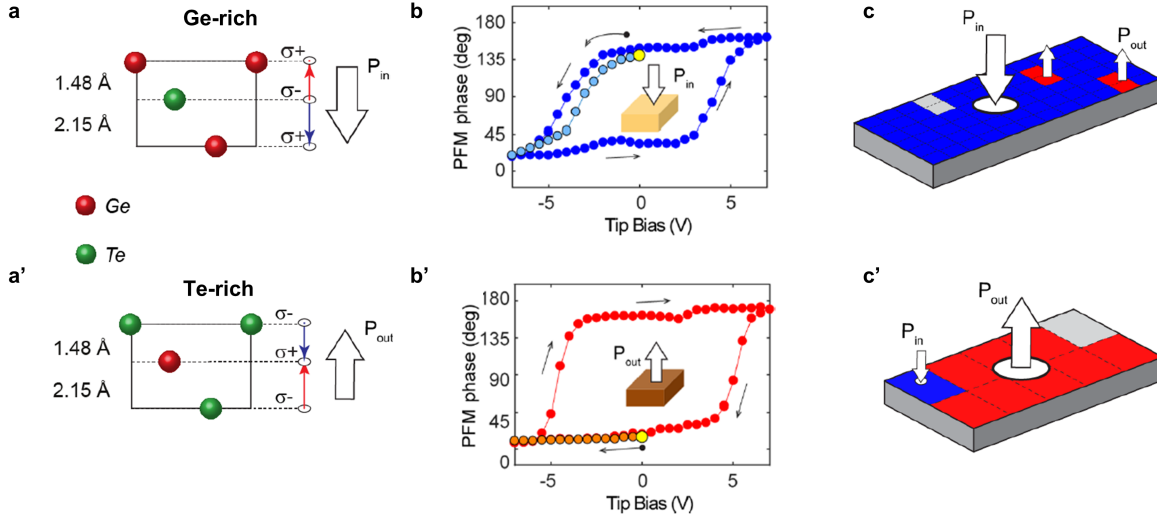 a
Ge-rich
1.48 Å
2.15 Å
σ+
σ-
σ+
P in
Ge
Te
b
PFM phase (deg)
180
135
90
45
0
-5
0
5
Tip Bias (V)
P in
c
P in
P out
a'
Te-rich
1.48 Å
2.15 Å
σ-
σ+
σ-
P out
b'
PFM phase (deg)
180
135
90
45
0
-5
0
5
Tip Bias (V)
P out
c'
P in
P out